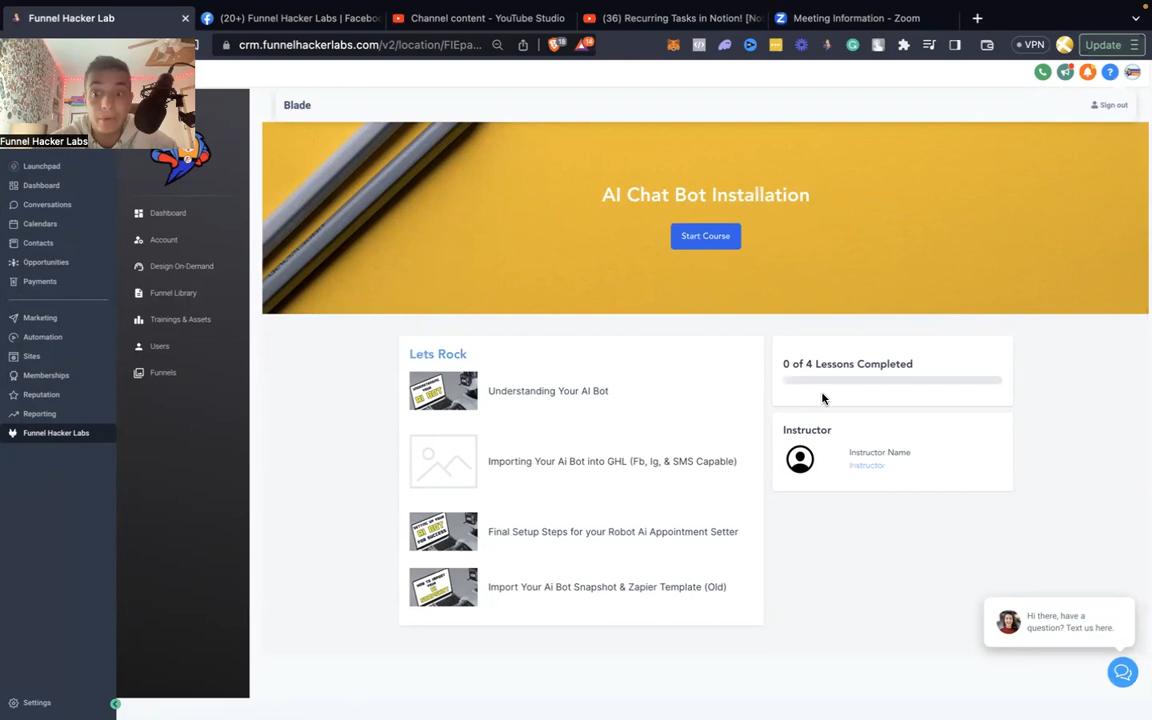 Funnel Hacker Lab
(20+) Funnel Hacker Labs | Faceboo
Channel content - YouTube Studio
(36) Recurring Tasks in Notion! [No
Meeting Information - Zoom
crm.funnelhackerlabs.com/v2/location/FIEpa...
18
14
VPN
Update
Funnel Hacker Labs
Launchpad
Dashboard
Conversations
Calendars
Contacts
Opportunities
Payments
Marketing
Automation
Sites
Memberships
Reputation
Reporting
Funnel Hacker Labs
Settings
Dashboard
Account
Design On-Demand
Funnel Library
Trainings & Assets
Users
Funnels
Blade
Sign out
AI Chat Bot Installation
Start Course
Lets Rock
Understanding Your AI Bot
Importing Your Ai Bot into GHL (Fb, Ig, & SMS Capable)
Final Setup Steps for your Robot Ai Appointment Setter
Import Your Ai Bot Snapshot & Zapier Template (Old)
0 of 4 Lessons Completed
Instructor
Instructor Name
Instructor
Hi there, have a
question? Text us here.